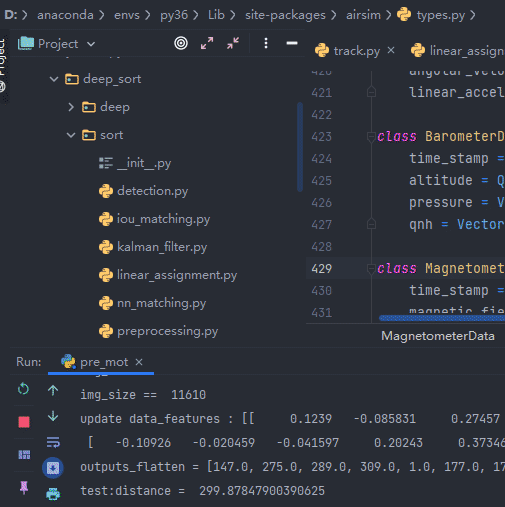 D: > anaconda > envs > py36 > Lib > site-packages > airsim > types.py >
Project
Project
track.py ×
deep_sort
deep
sort
__init__.py
detection.py
iou_matching.py
kalman_filter.py
linear_assignment.py
nn_matching.py
preprocessing.py
linear_assign
420
421 linear_accel
422
423 class BarometerD
424 time_stamp =
425 altitude = Q
426 pressure = V
427 qnh = Vector
428
429 class Magnetomet
430 time_stamp =
431 magnetic_fie
MagnetometerData
Run: pre_mot ×
img_size == 11610
update data_features : [[ 0.1239 -0.085831 0.27457
[ -0.10926 -0.020459 -0.041597 0.20243 0.37346
outputs_flatten = [147.0, 275.0, 289.0, 309.0, 1.0, 177.0, 17
test:distance = 299.87847900390625